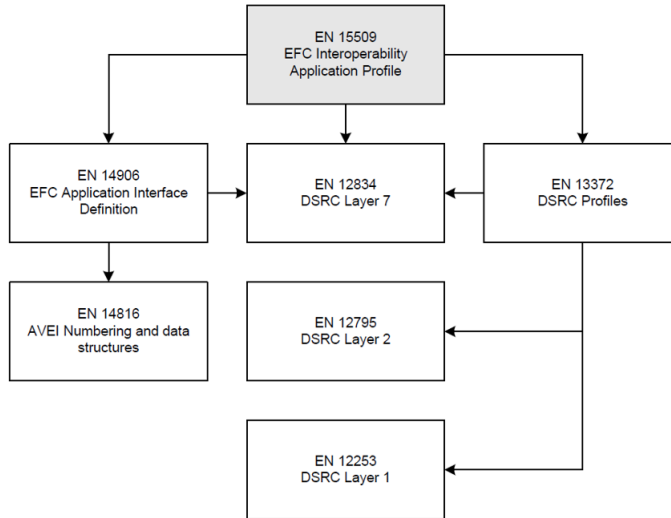 EN 15509
EFC Interoperability
Application Profile
EN 14906
EFC Application Interface
Definition
EN 12834
DSRC Layer 7
EN 13372
DSRC Profiles
EN 14816
AVEI Numbering and data
structures
EN 12795
DSRC Layer 2
EN 12253
DSRC Layer 1